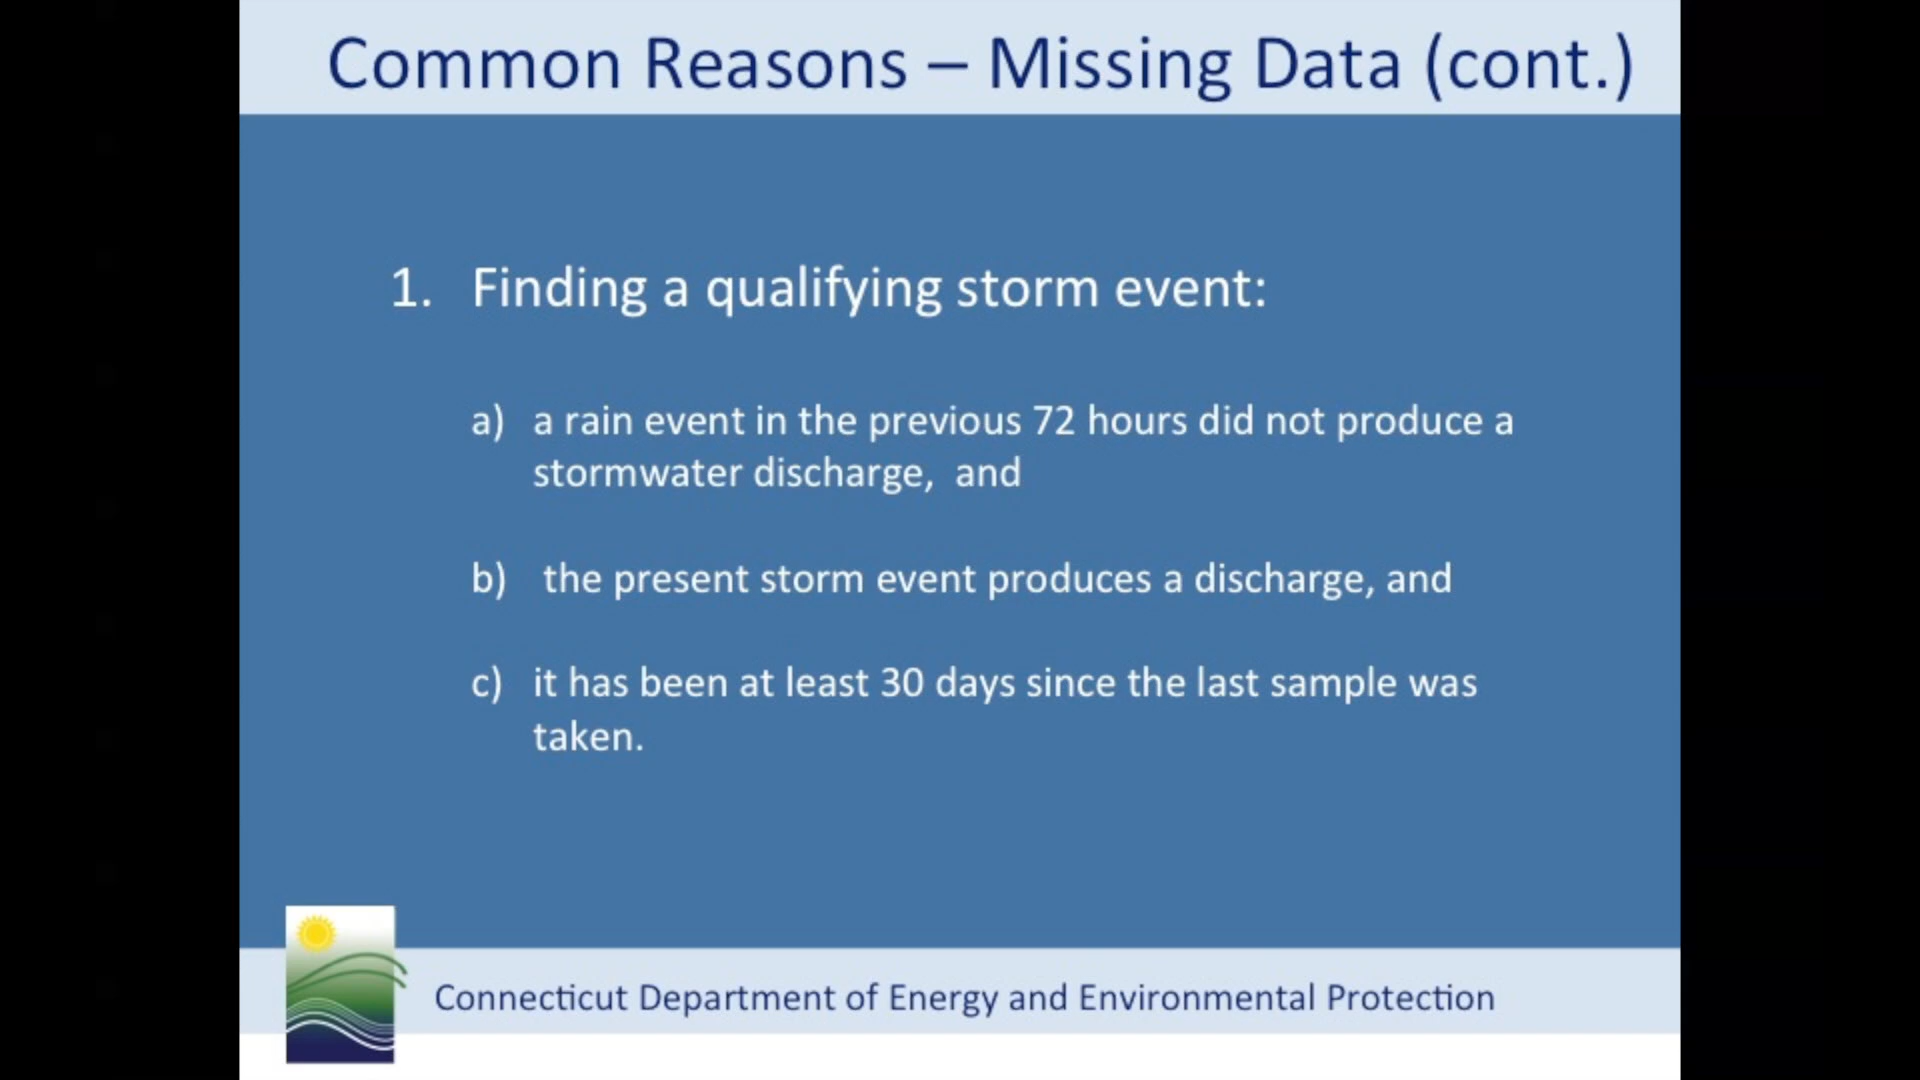 Common Reasons – Missing Data (cont.)
1. Finding a qualifying storm event:
a) a rain event in the previous 72 hours did not produce a
stormwater discharge, and
b) the present storm event produces a discharge, and
c) it has been at least 30 days since the last sample was
taken.
Connecticut Department of Energy and Environmental Protection